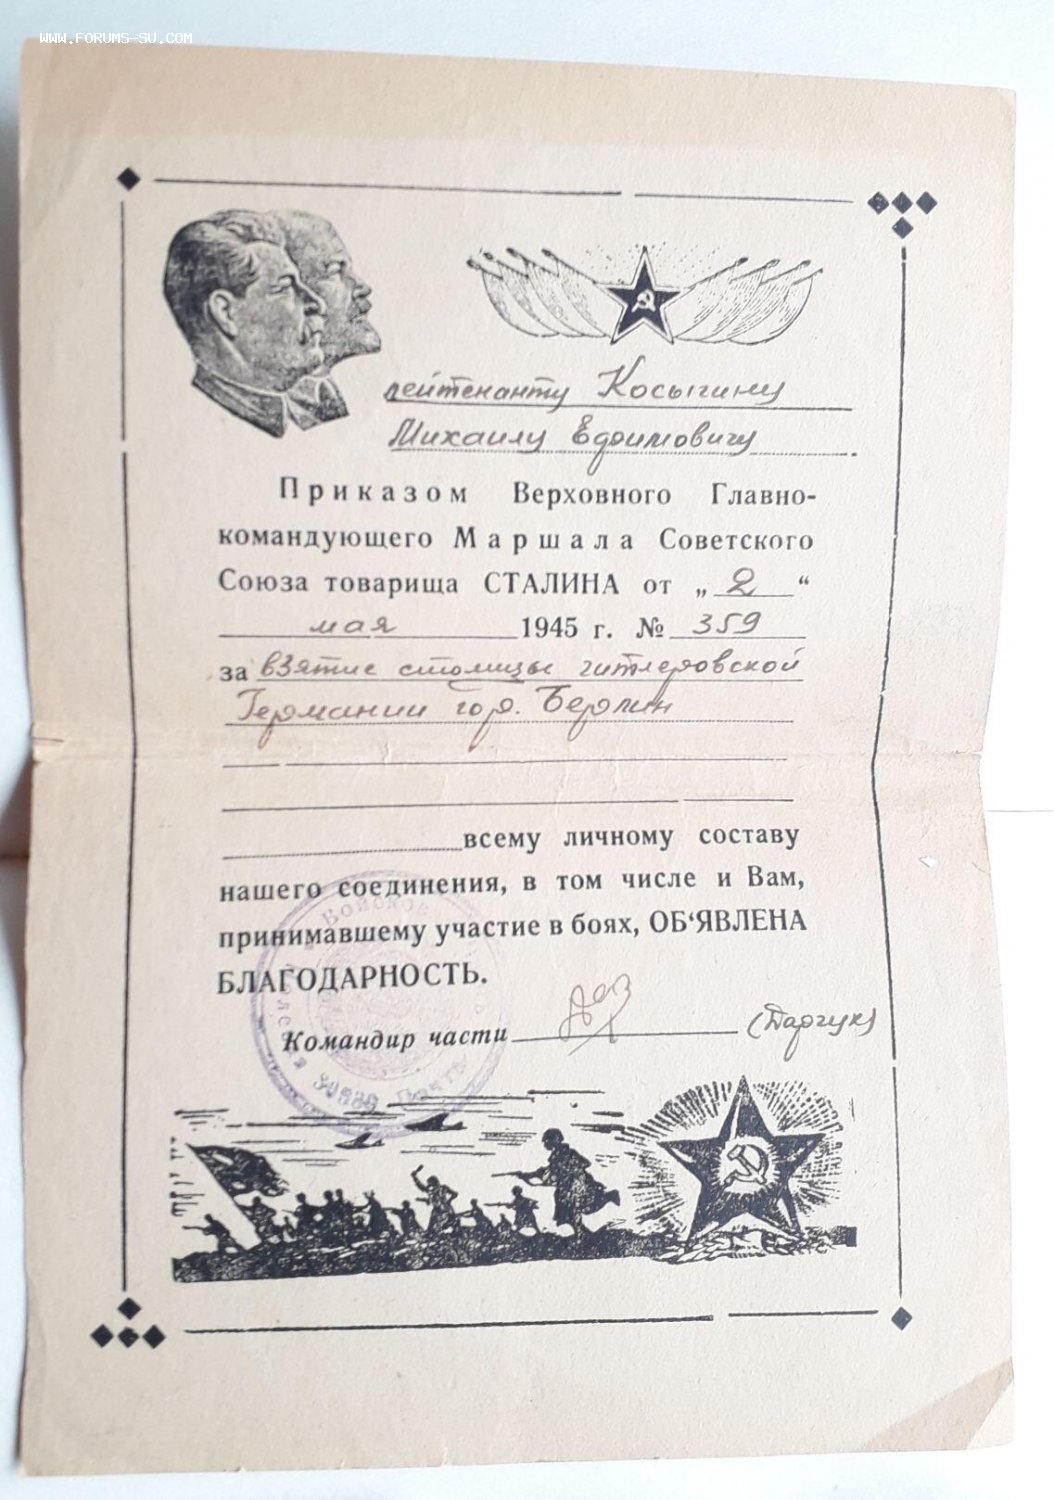 WWW.FORUMS-SU.COM
лейтенанту Косыгину
Михаилу Ефимовичу
Приказом Верховного Главно-
командующего Маршала Советского
Союза товарища СТАЛИНА от „ 2 “
мая 1945 г. № 359
за взятие столицы гитлеровской
Германии гор. Берлин
всему личному составу
нашего соединения, в том числе и Вам,
принимавшему участие в боях, ОБ‘ЯВЛЕНА
БЛАГОДАРНОСТЬ.
Командир части